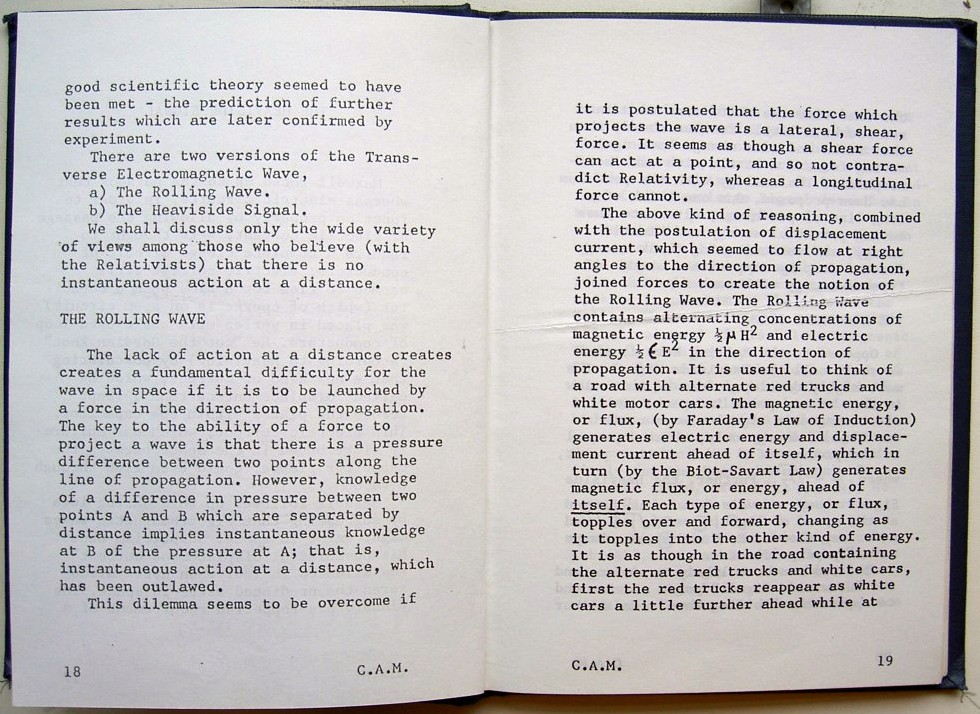 good scientific theory seemed to have
been met - the prediction of further
results which are later confirmed by
experiment.
There are two versions of the Trans-
verse Electromagnetic Wave,
a) The Rolling Wave.
b) The Heaviside Signal.
We shall discuss only the wide variety
of views among those who believe (with
the Relativists) that there is no
instantaneous action at a distance.
THE ROLLING WAVE
The lack of action at a distance creates
creates a fundamental difficulty for the
wave in space if it is to be launched by
a force in the direction of propagation.
The key to the ability of a force to
project a wave is that there is a pressure
difference between two points along the
line of propagation. However, knowledge
of a difference in pressure between two
points A and B which are separated by
distance implies instantaneous knowledge
at B of the pressure at A; that is,
instantaneous action at a distance, which
has been outlawed.
This dilemma seems to be overcome if
18 C.A.M.
it is postulated that the force which
projects the wave is a lateral, shear,
force. It seems as though a shear force
can act at a point, and so not contra-
dict Relativity, whereas a longitudinal
force cannot.
The above kind of reasoning, combined
with the postulation of displacement
current, which seemed to flow at right
angles to the direction of propagation,
joined forces to create the notion of
the Rolling Wave. The Rolling Wave
contains alternating concentrations of
magnetic energy ½μH² and electric
energy ½ϵE² in the direction of
propagation. It is useful to think of
a road with alternate red trucks and
white motor cars. The magnetic energy,
or flux, (by Faraday's Law of Induction)
generates electric energy and displace-
ment current ahead of itself, which in
turn (by the Biot-Savart Law) generates
magnetic flux, or energy, ahead of
itself. Each type of energy, or flux,
topples over and forward, changing as
it topples into the other kind of energy.
It is as though in the road containing
the alternate red trucks and white cars,
first the red trucks reappear as white
cars a little further ahead while at
C.A.M. 19